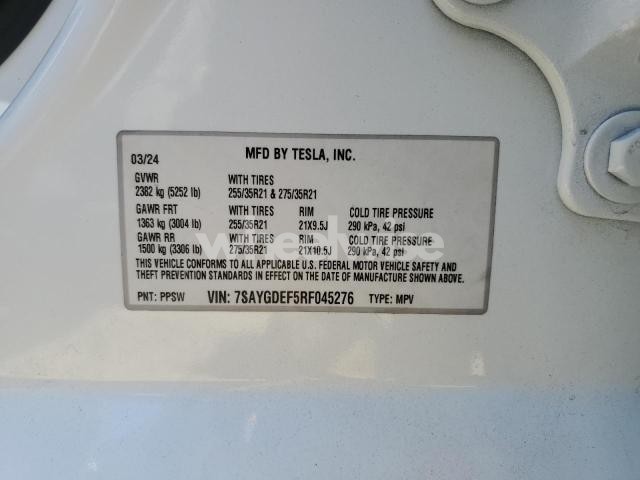 03/24 MFD BY TESLA, INC.
GVWR WITH TIRES
2382 kg (5252 lb) 255/35R21 & 275/35R21
GAWR FRT WITH TIRES RIM COLD TIRE PRESSURE
1363 kg (3004 lb) 255/35R21 21X9.5J 290 kPa, 42 psi
GAWR RR WITH TIRES RIM COLD TIRE PRESSURE
1500 kg (3306 lb) 275/35R21 21X10.5J 290 kPa, 42 psi
THIS VEHICLE CONFORMS TO ALL APPLICABLE U.S. FEDERAL MOTOR VEHICLE SAFETY AND
THEFT PREVENTION STANDARDS IN EFFECT ON THE DATE OF MANUFACTURE SHOWN ABOVE.
PNT: PPSW VIN: 7SAYGDEF5RF045276 TYPE: MPV